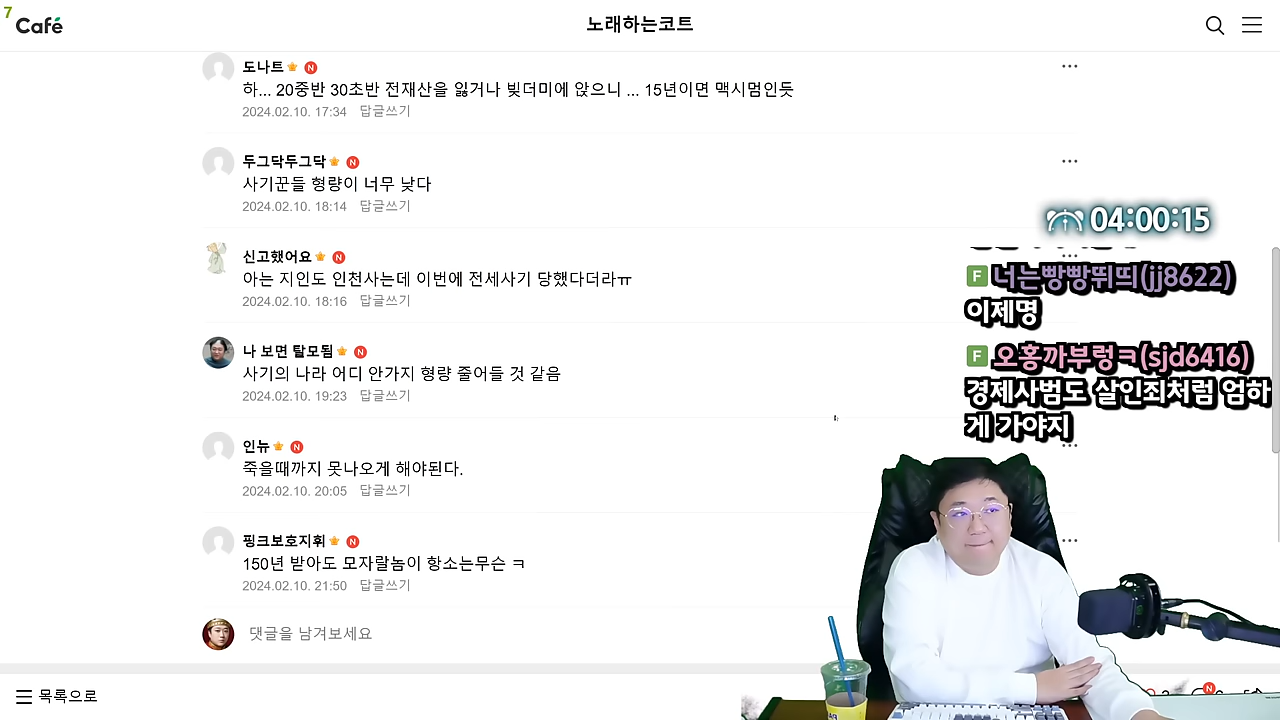 7
Café
노래하는코트
도나트 N
하... 20중반 30초반 전재산을 잃거나 빚더미에 앉으니 ... 15년이면 맥시멈인듯
2024.02.10. 17:34 답글쓰기
두그닥두그닥 N
사기꾼들 형량이 너무 낮다
2024.02.10. 18:14 답글쓰기
04:00:15
신고했어요 N
아는 지인도 인천사는데 이번에 전세사기 당했다더라ㅠ
2024.02.10. 18:16 답글쓰기
F 너는빵빵뛰띄(jj8622)
이제명
나 보면 탈모됨 N
사기의 나라 어디 안가지 형량 줄어들 것 같음
2024.02.10. 19:23 답글쓰기
F 오홍까부렁ㅋ(sjd6416)
경제사범도 살인죄처럼 엄하
게 가야지
인뉴 N
죽을때까지 못나오게 해야된다.
2024.02.10. 20:05 답글쓰기
핑크보호지휘 N
150년 받아도 모자랄놈이 항소는무슨 ㅋ
2024.02.10. 21:50 답글쓰기
댓글을 남겨보세요
목록으로
N